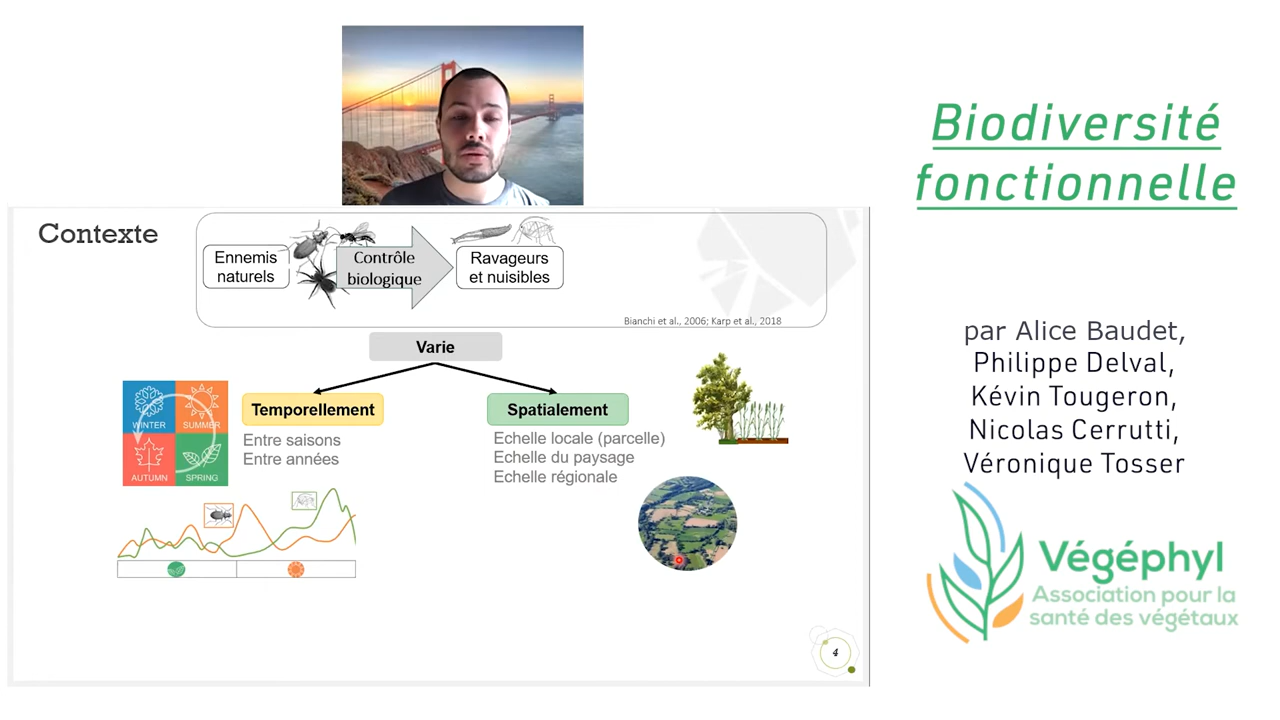 Contexte
Ennemis
naturels
Contrôle
biologique
Ravageurs
et nuisibles
Bianchi et al., 2006; Karp et al., 2018
Varie
WINTER
SUMMER
AUTUMN
SPRING
Temporellement
Entre saisons
Entre années
Spatialement
Echelle locale (parcelle)
Echelle du paysage
Echelle régionale
4
Biodiversité
fonctionnelle
par Alice Baudet,
Philippe Delval,
Kévin Tougeron,
Nicolas Cerrutti,
Véronique Tosser
Végéphyl
Association pour la
santé des végétaux